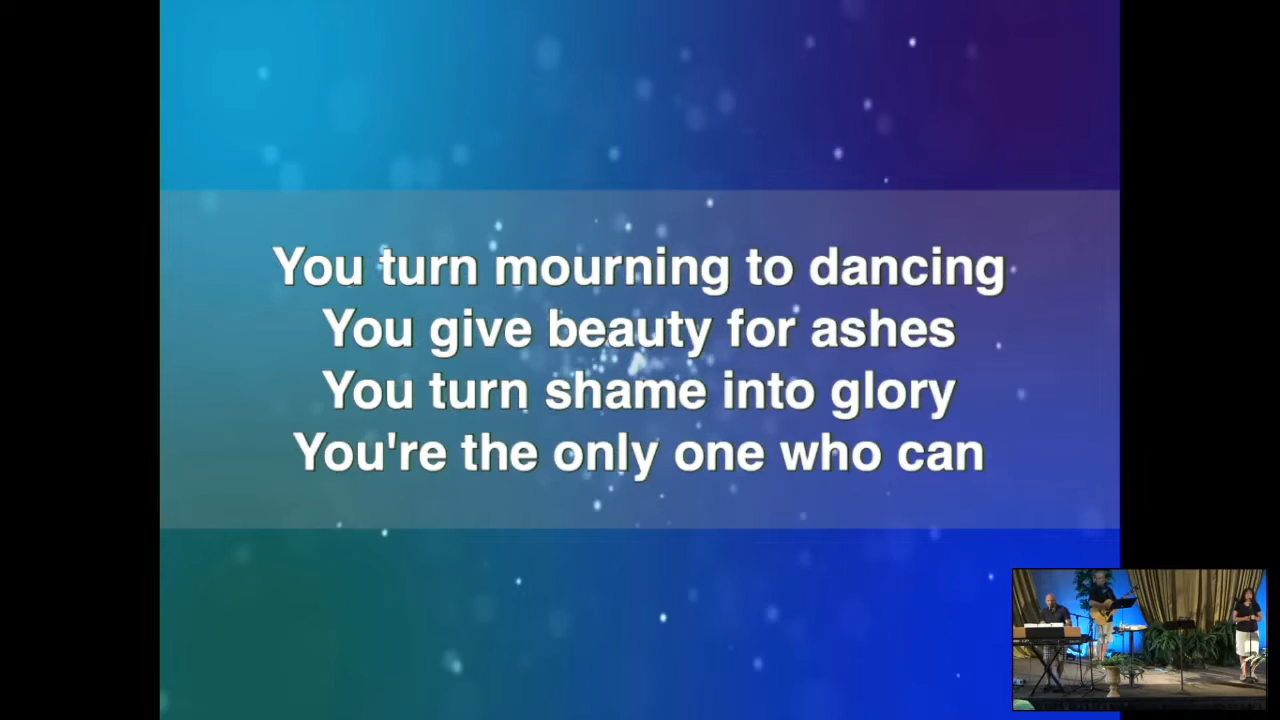 You turn mourning to dancing
You give beauty for ashes
You turn shame into glory
You're the only one who can